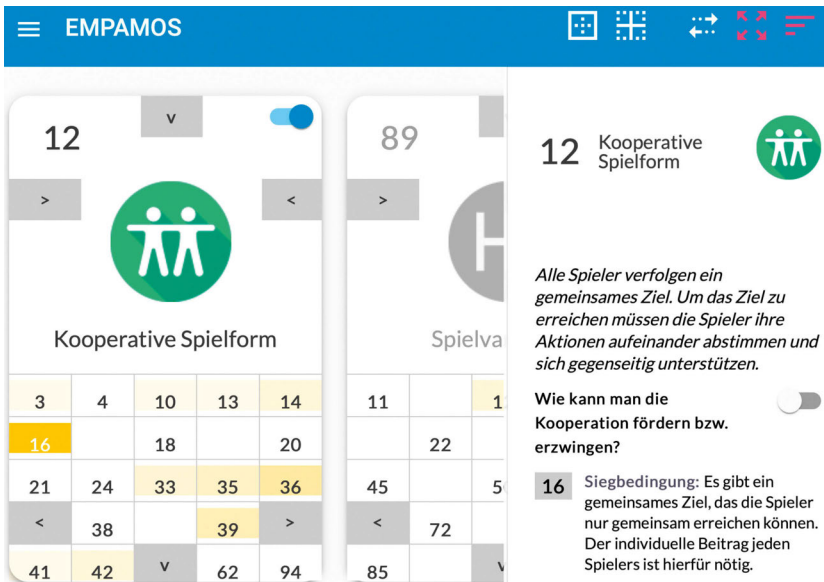 EMPAMOS
12
v
> <
Kooperative Spielform
3 4 10 13 14
16 18 20
21 24 33 35 36
< 38 39 >
41 42 v 62 94
89
>
H
Spielva
11 1
22
45 5
< 72
85 v
12 Kooperative
Spielform
Alle Spieler verfolgen ein
gemeinsames Ziel. Um das Ziel zu
erreichen müssen die Spieler ihre
Aktionen aufeinander abstimmen und
sich gegenseitig unterstützen.
Wie kann man die
Kooperation fördern bzw.
erzwingen?
16 Siegbedingung: Es gibt ein
gemeinsames Ziel, das die Spieler
nur gemeinsam erreichen können.
Der individuelle Beitrag jeden
Spielers ist hierfür nötig.